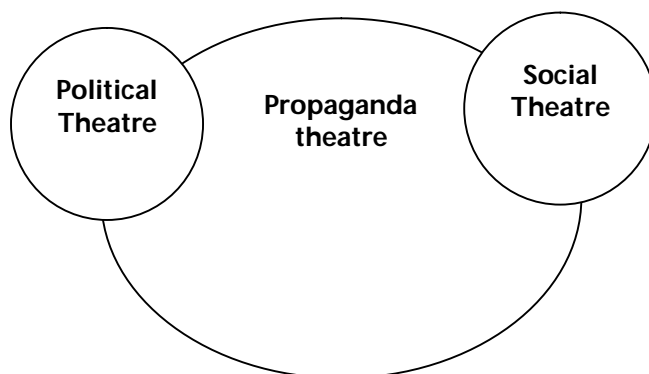 Political
Theatre
Propaganda
theatre
Social
Theatre